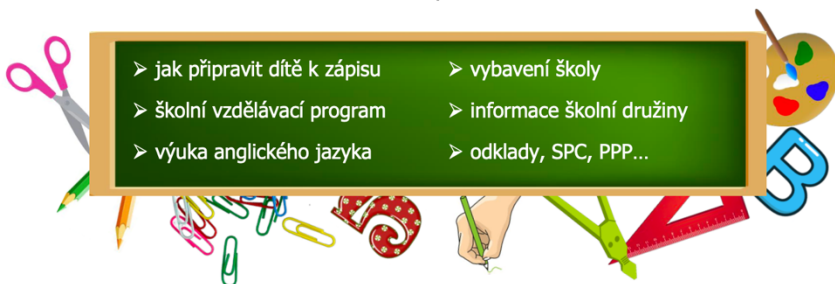 ➢ jak připravit dítě k zápisu
➢ školní vzdělávací program
➢ výuka anglického jazyka
➢ vybavení školy
➢ informace školní družiny
➢ odklady, SPC, PPP...
B